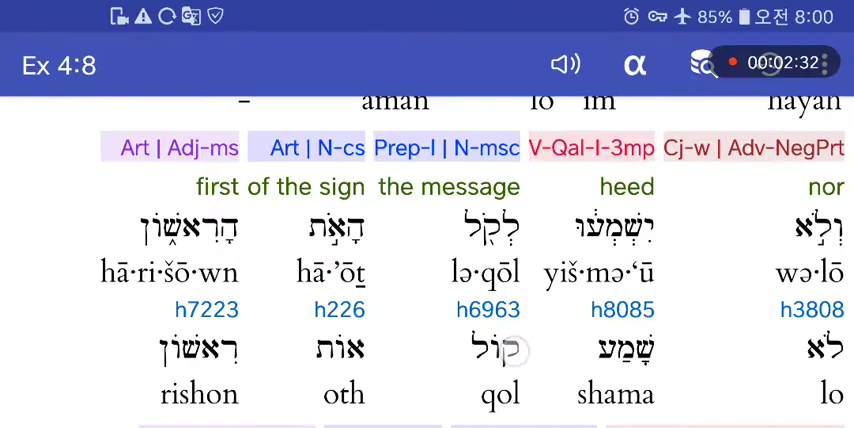 85% 오전 8:00
Ex 4:8 α 00:02:32
- aman lo im hayah
Art | Adj-ms Art | N-cs Prep-l | N-msc V-Qal-I-3mp Cj-w | Adv-NegPrt
first of the sign the message heed nor
וְלֹ֣א יִשְׁמְע֔וּ לְקֹ֖ל הָאֹ֣ת הָרִאשׁ֑וֹן
hā·ri·šō·wn hā·’ōṯ lə·qōl yiš·mə·‘ū wə·lō
h7223 h226 h6963 h8085 h3808
לֹא שָׁמַע קוֹל אוֹת רִאשׁוֹן
rishon oth qol shama lo